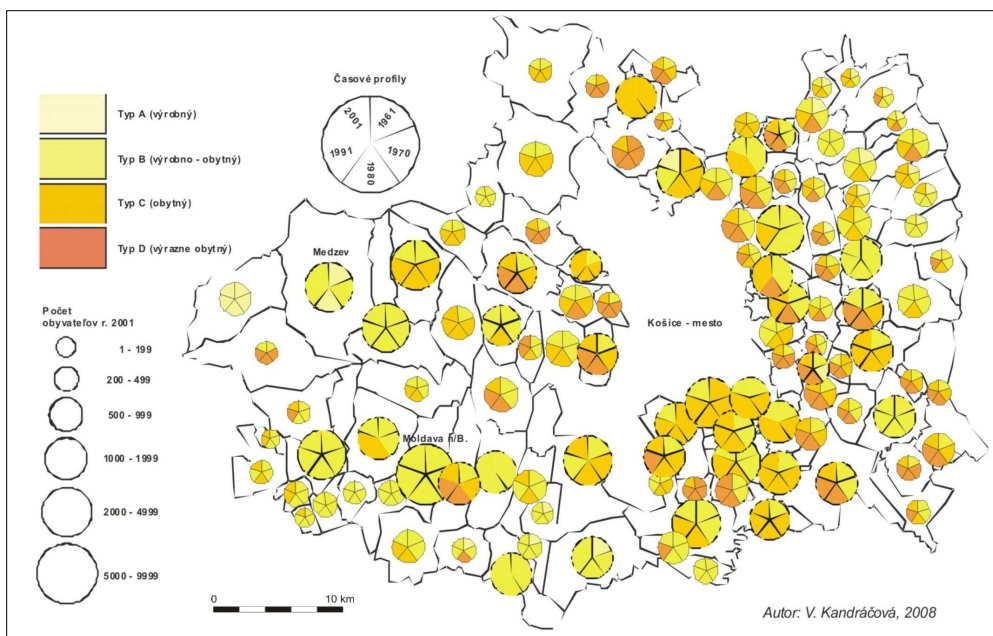 Časové profily
2001
1961
1991
1970
1980
Typ A (výrobný)
Typ B (výrobno - obytný)
Typ C (obytný)
Typ D (výrazne obytný)
Počet
obyvateľov r. 2001
1 - 199
200 - 499
500 - 999
1000 - 1999
2000 - 4999
5000 - 9999
Medzev
Košice - mesto
Moldava n/B.
0
10 km
Autor: V. Kandráčová, 2008